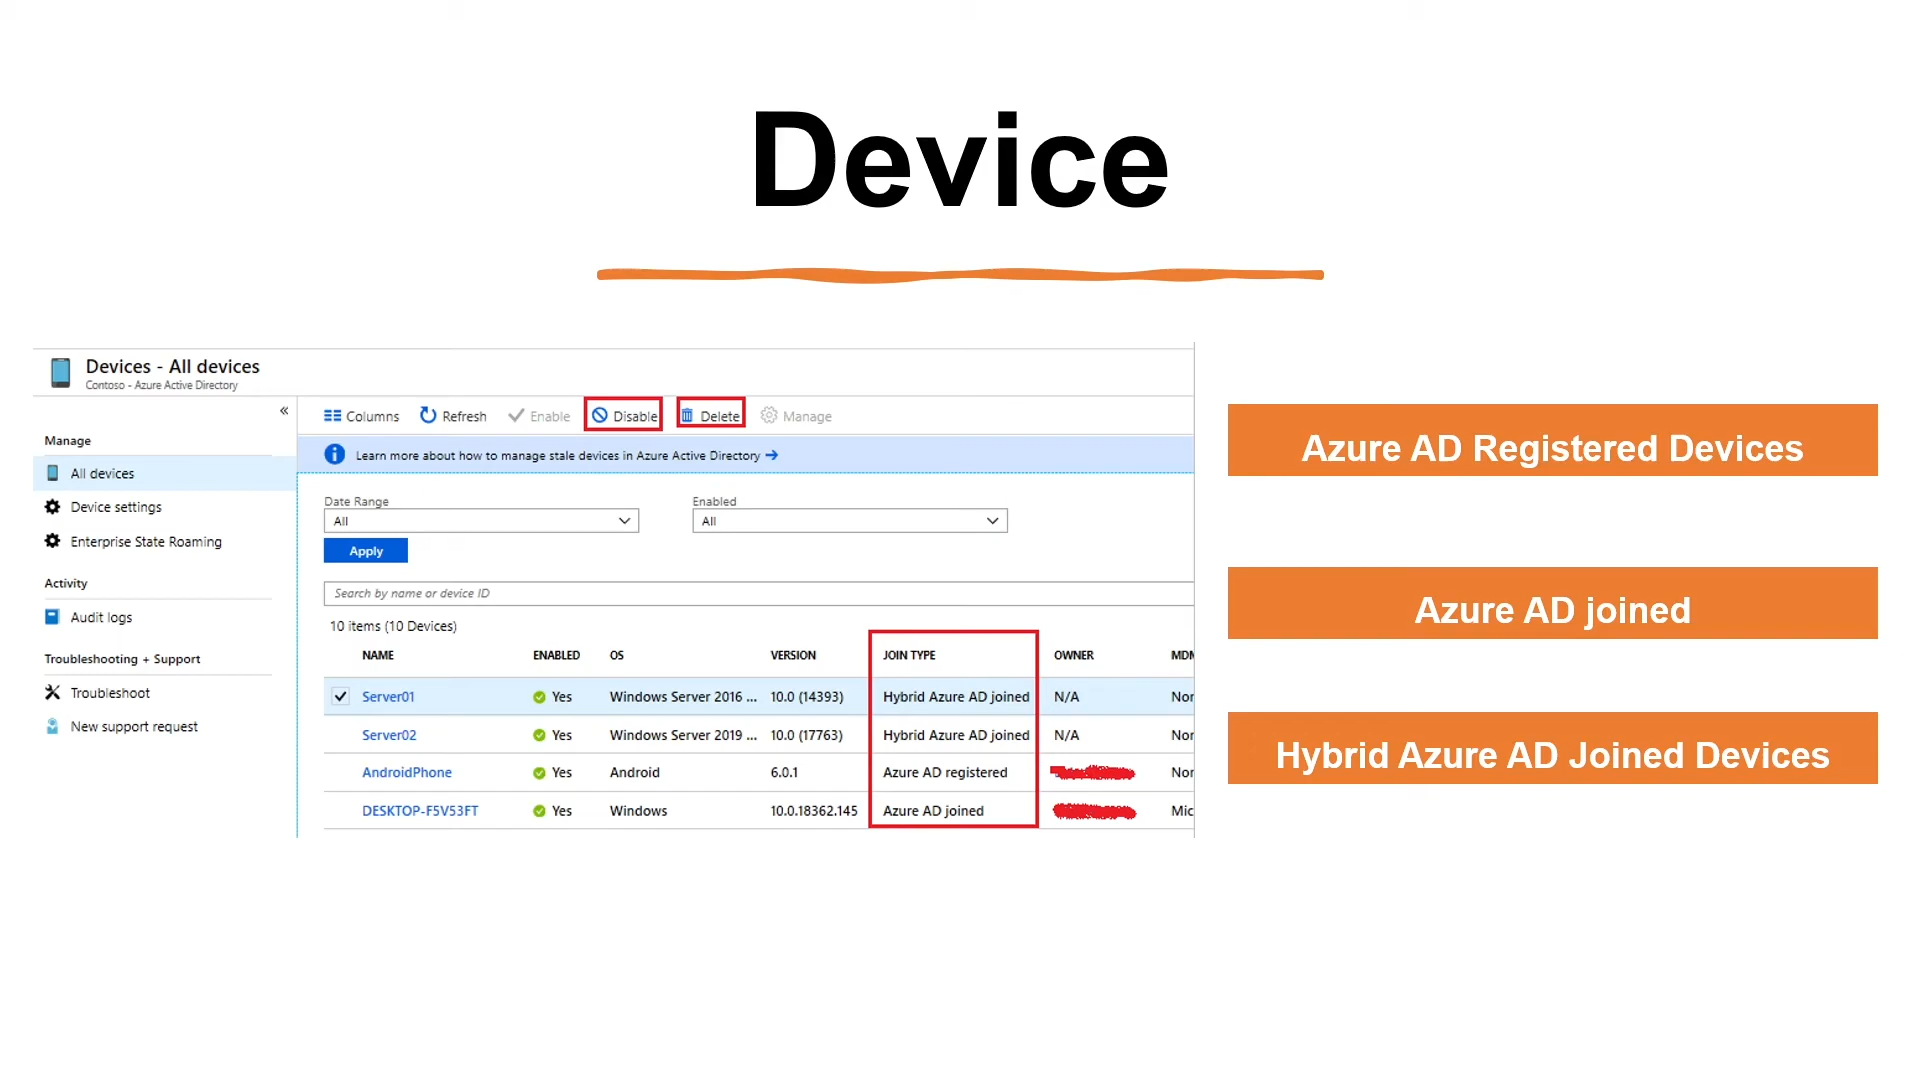 Device
Devices - All devices
Contoso - Azure Active Directory
«
Manage
All devices
Device settings
Enterprise State Roaming
Activity
Audit logs
Troubleshooting + Support
Troubleshoot
New support request
Columns Refresh Enable Disable Delete Manage
Learn more about how to manage stale devices in Azure Active Directory →
Date Range Enabled
All All
Apply
Search by name or device ID
10 items (10 Devices)
NAME ENABLED OS VERSION JOIN TYPE OWNER MDM
Server01 Yes Windows Server 2016 ... 10.0 (14393) Hybrid Azure AD joined N/A Nor
Server02 Yes Windows Server 2019 ... 10.0 (17763) Hybrid Azure AD joined N/A Nor
AndroidPhone Yes Android 6.0.1 Azure AD registered Nor
DESKTOP-F5V53FT Yes Windows 10.0.18362.145 Azure AD joined Mic
Azure AD Registered Devices
Azure AD joined
Hybrid Azure AD Joined Devices